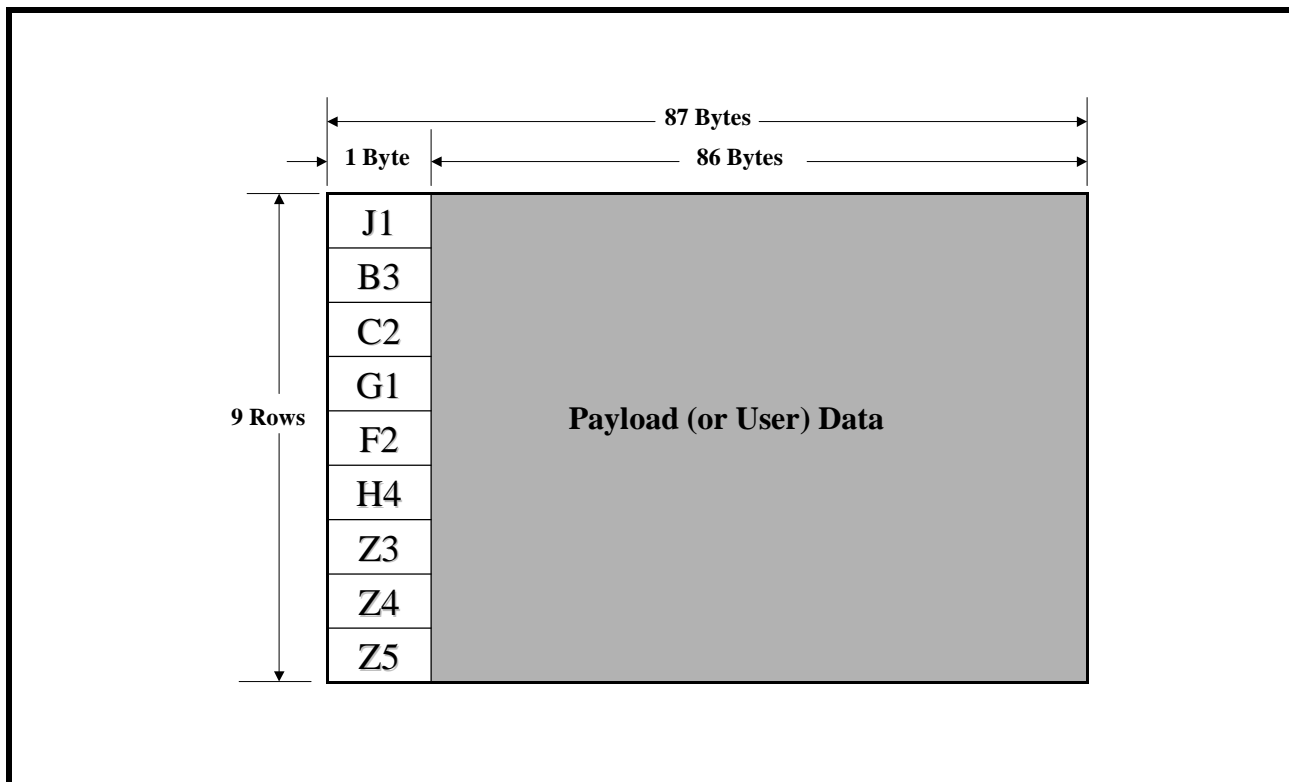 87 Bytes
1 Byte
86 Bytes
J1
B3
C2
G1
F2
H4
Z3
Z4
Z5
9 Rows
Payload (or User) Data